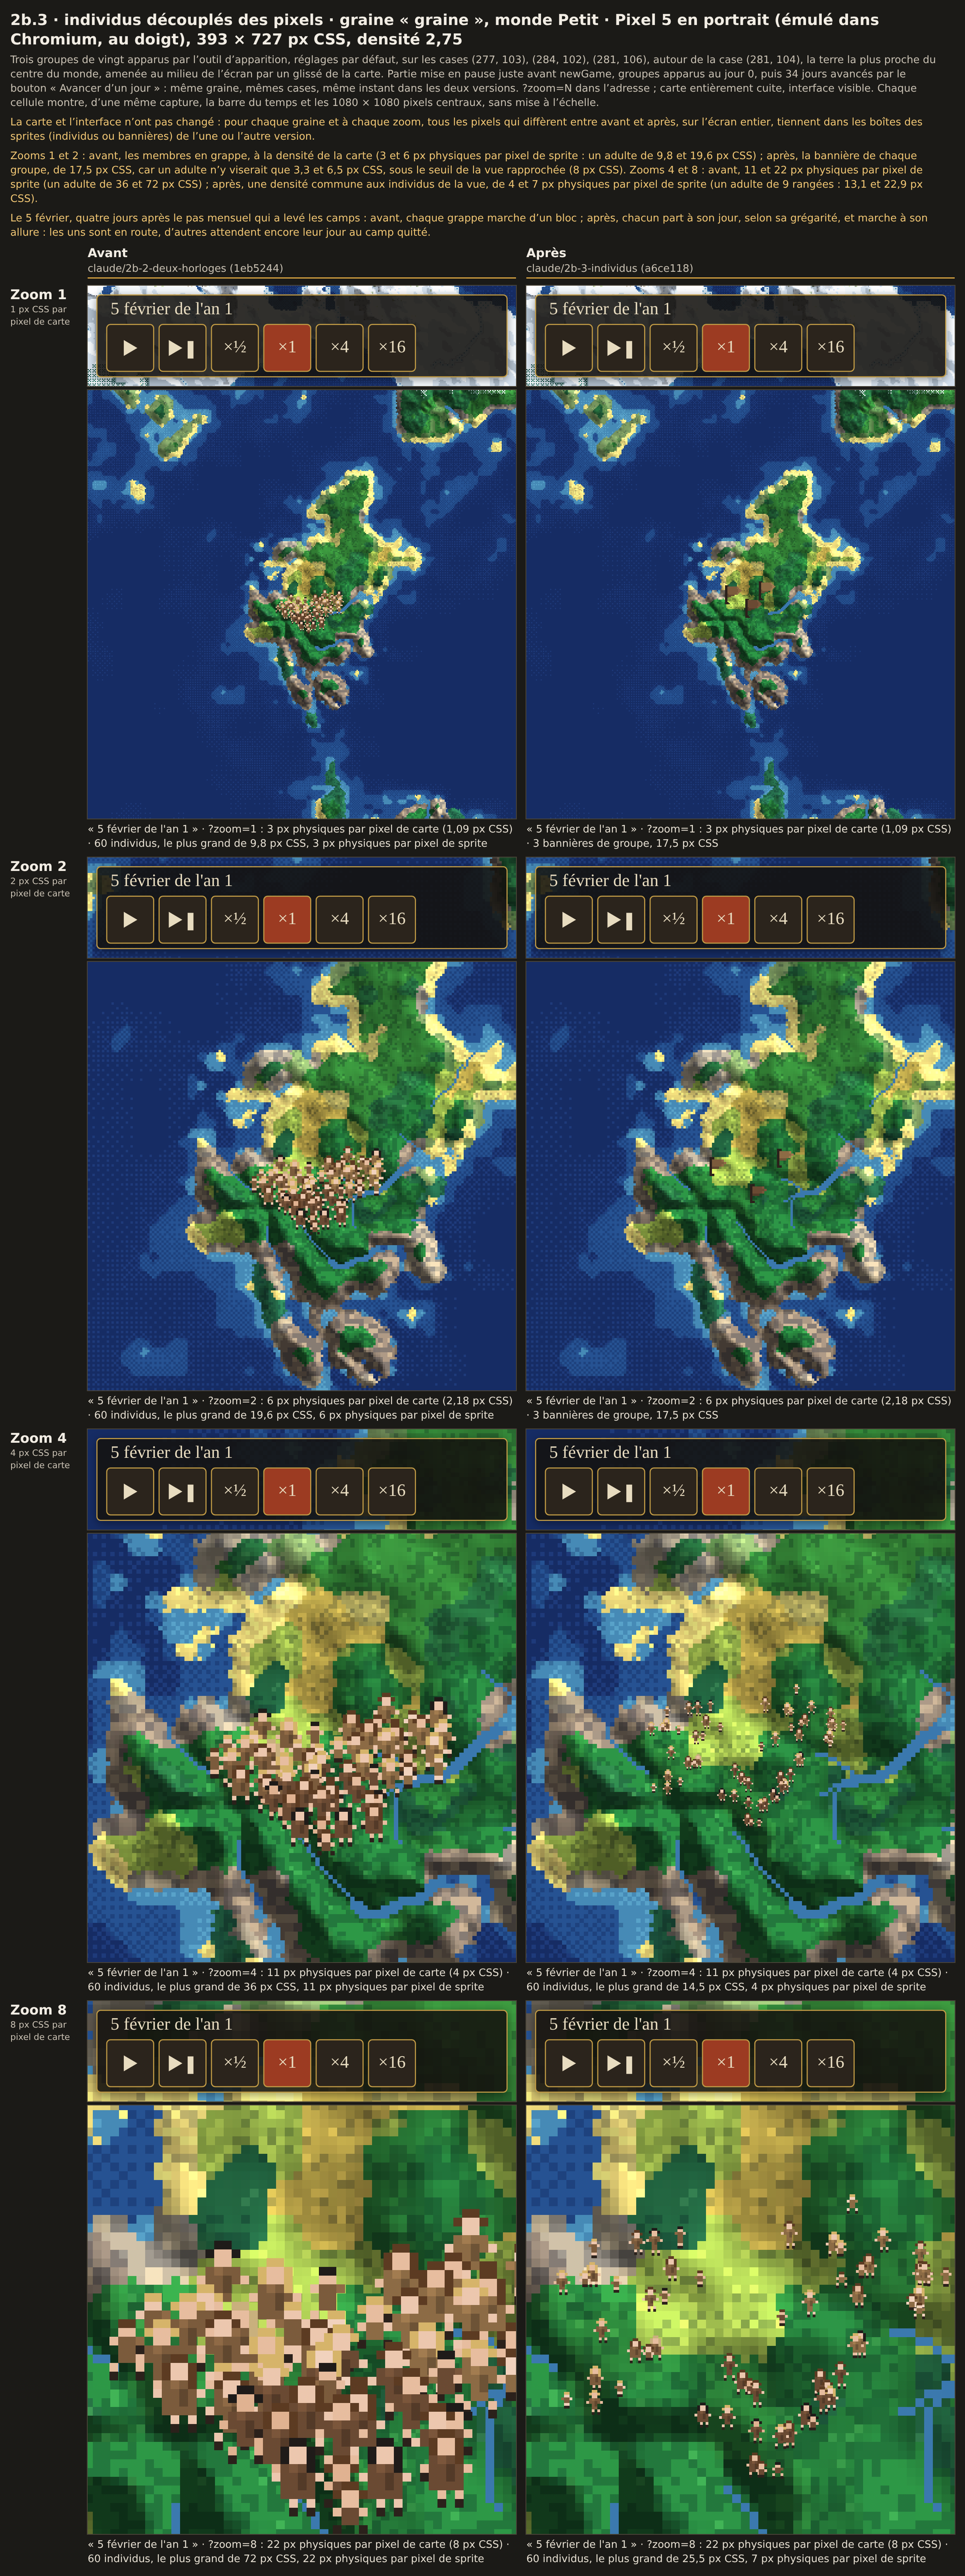 2b.3 · individus découplés des pixels · graine « graine », monde Petit · Pixel 5 en portrait (émulé dans
Chromium, au doigt), 393 × 727 px CSS, densité 2,75
Trois groupes de vingt apparus par l’outil d’apparition, réglages par défaut, sur les cases (277, 103), (284, 102), (281, 106), autour de la case (281, 104), la terre la plus proche du
centre du monde, amenée au milieu de l’écran par un glissé de la carte. Partie mise en pause juste avant newGame, groupes apparus au jour 0, puis 34 jours avancés par le
bouton « Avancer d’un jour » : même graine, mêmes cases, même instant dans les deux versions. ?zoom=N dans l’adresse ; carte entièrement cuite, interface visible. Chaque
cellule montre, d’une même capture, la barre du temps et les 1080 × 1080 pixels centraux, sans mise à l’échelle.
La carte et l’interface n’ont pas changé : pour chaque graine et à chaque zoom, tous les pixels qui diffèrent entre avant et après, sur l’écran entier, tiennent dans les boîtes des
sprites (individus ou bannières) de l’une ou l’autre version.
Zooms 1 et 2 : avant, les membres en grappe, à la densité de la carte (3 et 6 px physiques par pixel de sprite : un adulte de 9,8 et 19,6 px CSS) ; après, la bannière de chaque
groupe, de 17,5 px CSS, car un adulte n’y viserait que 3,3 et 6,5 px CSS, sous le seuil de la vue rapprochée (8 px CSS). Zooms 4 et 8 : avant, 11 et 22 px physiques par pixel de
sprite (un adulte de 36 et 72 px CSS) ; après, une densité commune aux individus de la vue, de 4 et 7 px physiques par pixel de sprite (un adulte de 9 rangées : 13,1 et 22,9 px
CSS).
Le 5 février, quatre jours après le pas mensuel qui a levé les camps : avant, chaque grappe marche d’un bloc ; après, chacun part à son jour, selon sa grégarité, et marche à son
allure : les uns sont en route, d’autres attendent encore leur jour au camp quitté.
Avant
claude/2b-2-deux-horloges (1eb5244)
Après
claude/2b-3-individus (a6ce118)
Zoom 1
1 px CSS par
pixel de carte
5 février de l'an 1
×½ ×1 ×4 ×16
5 février de l'an 1
×½ ×1 ×4 ×16
« 5 février de l'an 1 » · ?zoom=1 : 3 px physiques par pixel de carte (1,09 px CSS)
· 60 individus, le plus grand de 9,8 px CSS, 3 px physiques par pixel de sprite
« 5 février de l'an 1 » · ?zoom=1 : 3 px physiques par pixel de carte (1,09 px CSS)
· 3 bannières de groupe, 17,5 px CSS
Zoom 2
2 px CSS par
pixel de carte
5 février de l'an 1
×½ ×1 ×4 ×16
5 février de l'an 1
×½ ×1 ×4 ×16
« 5 février de l'an 1 » · ?zoom=2 : 6 px physiques par pixel de carte (2,18 px CSS)
· 60 individus, le plus grand de 19,6 px CSS, 6 px physiques par pixel de sprite
« 5 février de l'an 1 » · ?zoom=2 : 6 px physiques par pixel de carte (2,18 px CSS)
· 3 bannières de groupe, 17,5 px CSS
Zoom 4
4 px CSS par
pixel de carte
5 février de l'an 1
×½ ×1 ×4 ×16
5 février de l'an 1
×½ ×1 ×4 ×16
« 5 février de l'an 1 » · ?zoom=4 : 11 px physiques par pixel de carte (4 px CSS) ·
60 individus, le plus grand de 36 px CSS, 11 px physiques par pixel de sprite
« 5 février de l'an 1 » · ?zoom=4 : 11 px physiques par pixel de carte (4 px CSS) ·
60 individus, le plus grand de 14,5 px CSS, 4 px physiques par pixel de sprite
Zoom 8
8 px CSS par
pixel de carte
5 février de l'an 1
×½ ×1 ×4 ×16
5 février de l'an 1
×½ ×1 ×4 ×16
« 5 février de l'an 1 » · ?zoom=8 : 22 px physiques par pixel de carte (8 px CSS) ·
60 individus, le plus grand de 72 px CSS, 22 px physiques par pixel de sprite
« 5 février de l'an 1 » · ?zoom=8 : 22 px physiques par pixel de carte (8 px CSS) ·
60 individus, le plus grand de 25,5 px CSS, 7 px physiques par pixel de sprite